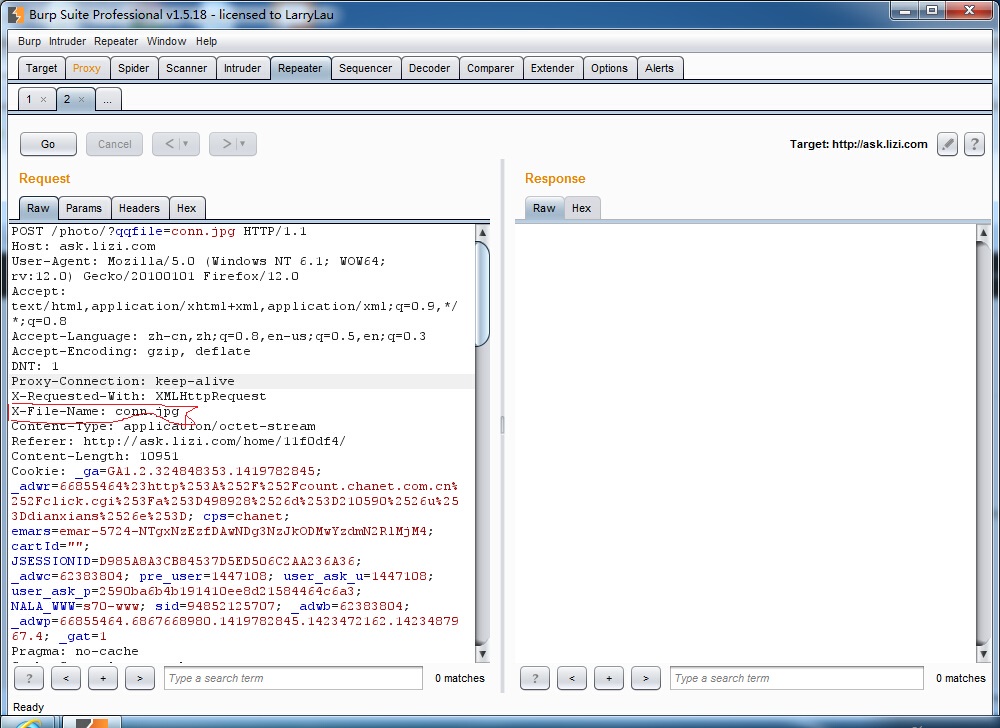 Burp Suite Professional v1.5.18 - licensed to LarryLau
Burp Intruder Repeater Window Help
Target Proxy Spider Scanner Intruder Repeater Sequencer Decoder Comparer Extender Options Alerts
1 × 2 × ...
Go Cancel < > Target: http://ask.lizi.com ?
Request
Response
Raw Params Headers Hex
Raw Hex
POST /photo/?qqfile=conn.jpg HTTP/1.1
Host: ask.lizi.com
User-Agent: Mozilla/5.0 (Windows NT 6.1; WOW64;
rv:12.0) Gecko/20100101 Firefox/12.0
Accept:
text/html,application/xhtml+xml,application/xml;q=0.9,*/
*;q=0.8
Accept-Language: zh-cn,zh;q=0.8,en-us;q=0.5,en;q=0.3
Accept-Encoding: gzip, deflate
DNT: 1
Proxy-Connection: keep-alive
X-Requested-With: XMLHttpRequest
X-File-Name: conn.jpg
Content-Type: application/octet-stream
Referer: http://ask.lizi.com/home/11f0df4/
Content-Length: 10951
Cookie: _ga=GA1.2.324848353.1419782845;
_adwr=66855464%23http%253A%252F%252Fcount.chanet.com.cn%
252Fclick.cgi%253Fa%253D498928%2526d%253D210590%2526u%25
3Ddianxians%2526e%253D; cps=chanet;
emars=emar-5724-NTgxNzEzfDAwNDg3NzJkODMwYzdmN2RlMjM4;
cartId="";
JSESSIONID=D985A8A3CB84537D5ED506C2AA236A36;
_adwc=62383804; pre_user=1447108; user_ask_u=1447108;
user_ask_p=2590ba6b4b191410ee8d21584464c6a3;
NALA_WWW=s70-www; sid=94852125707; _adwb=62383804;
_adwp=66855464.6867668980.1419782845.1423472162.14234879
67.4; _gat=1
Pragma: no-cache
? < + > Type a search term 0 matches
? < + > Type a search term 0 matches
Ready